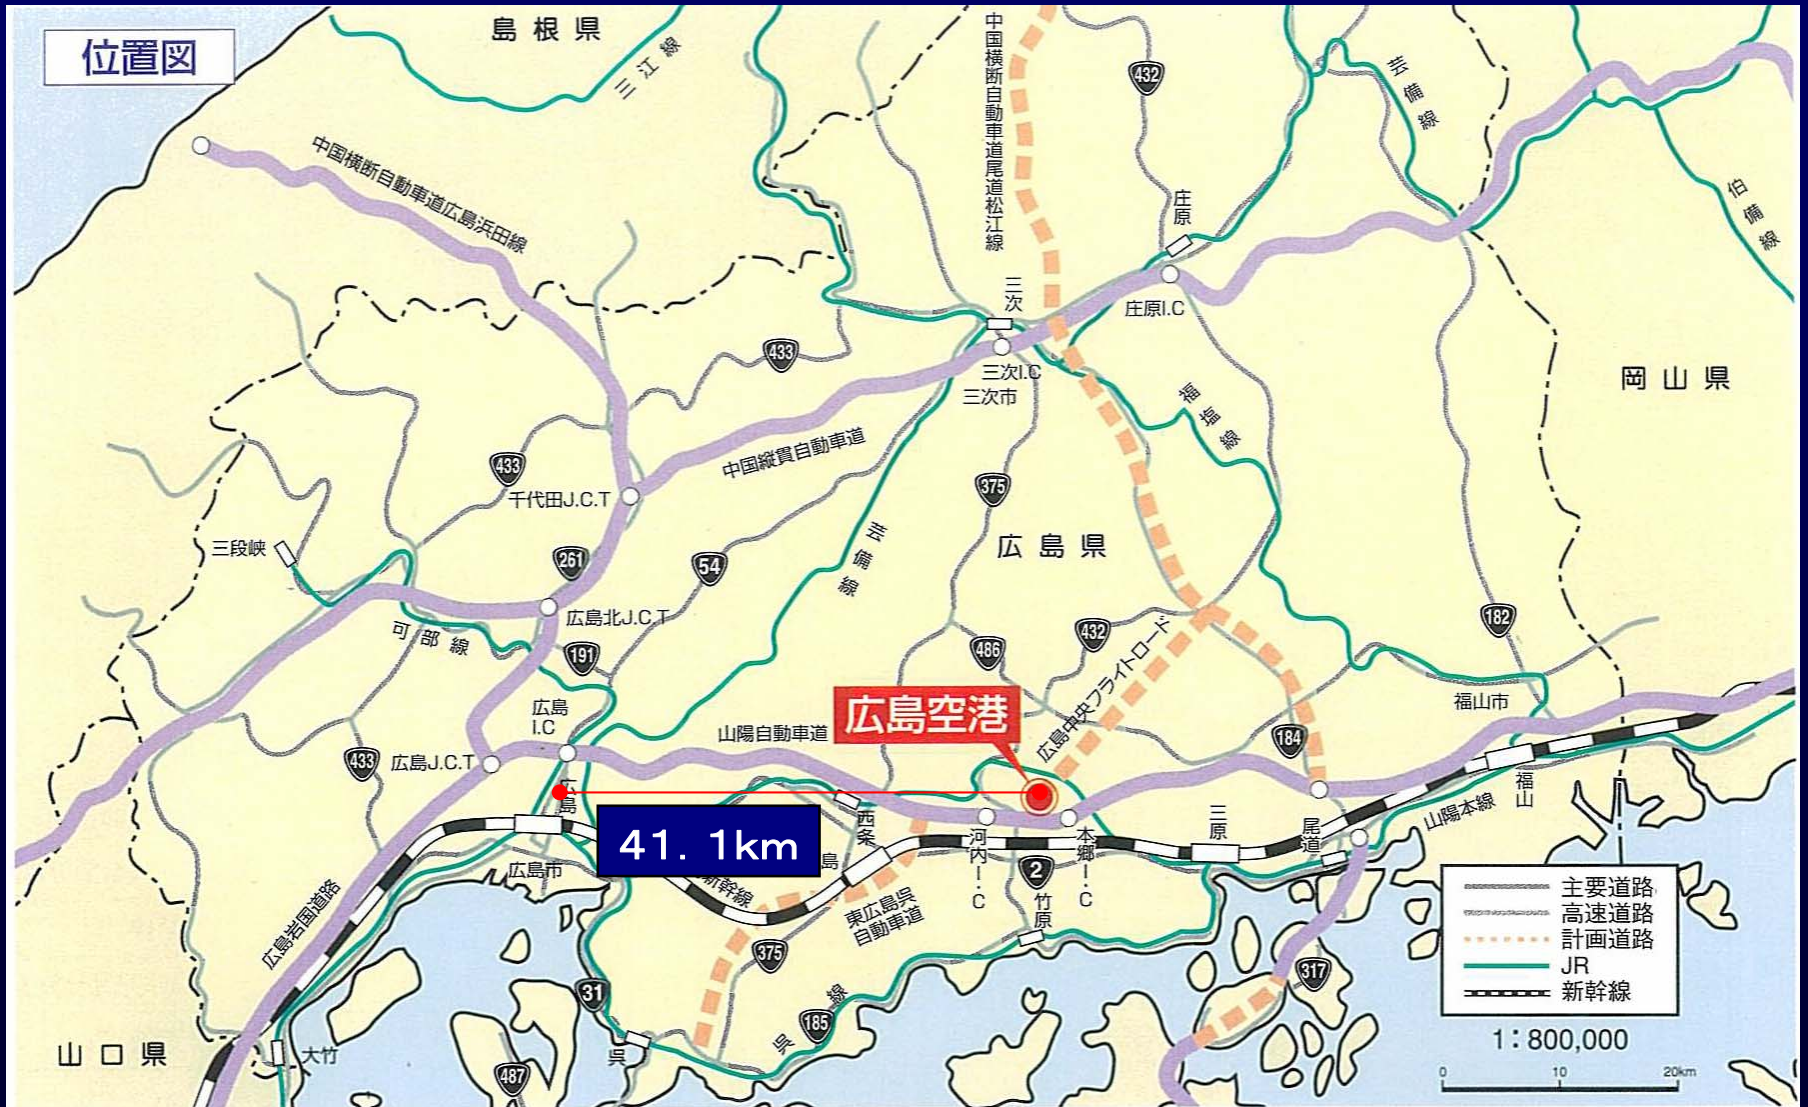 位置図
島根県
三江線
中国横断自動車道尾道松江線
432
芸備線
伯備線
中国横断自動車道広島浜田線
庄原
三次
庄原I.C
433
三次I.C
三次市
岡山県
福塩線
中国縦貫自動車道
433
千代田J.C.T
375
芸備線
広島県
三段峡
261
54
広島北J.C.T
可部線
191
486
432
182
広島中央フライトロード
福山市
広島I.C
広島空港
山陽自動車道
433
広島J.C.T
184
広島
福山
山陽本線
41.1km
西条
島
河内I・C
本郷I・C
三原
尾道
広島市
新幹線
2
竹原
東広島呉
自動車道
広島岩国道路
375
31
185
呉線
呉
317
主要道路
高速道路
計画道路
JR
新幹線
1:800,000
0 10 20km
山口県
大竹
487